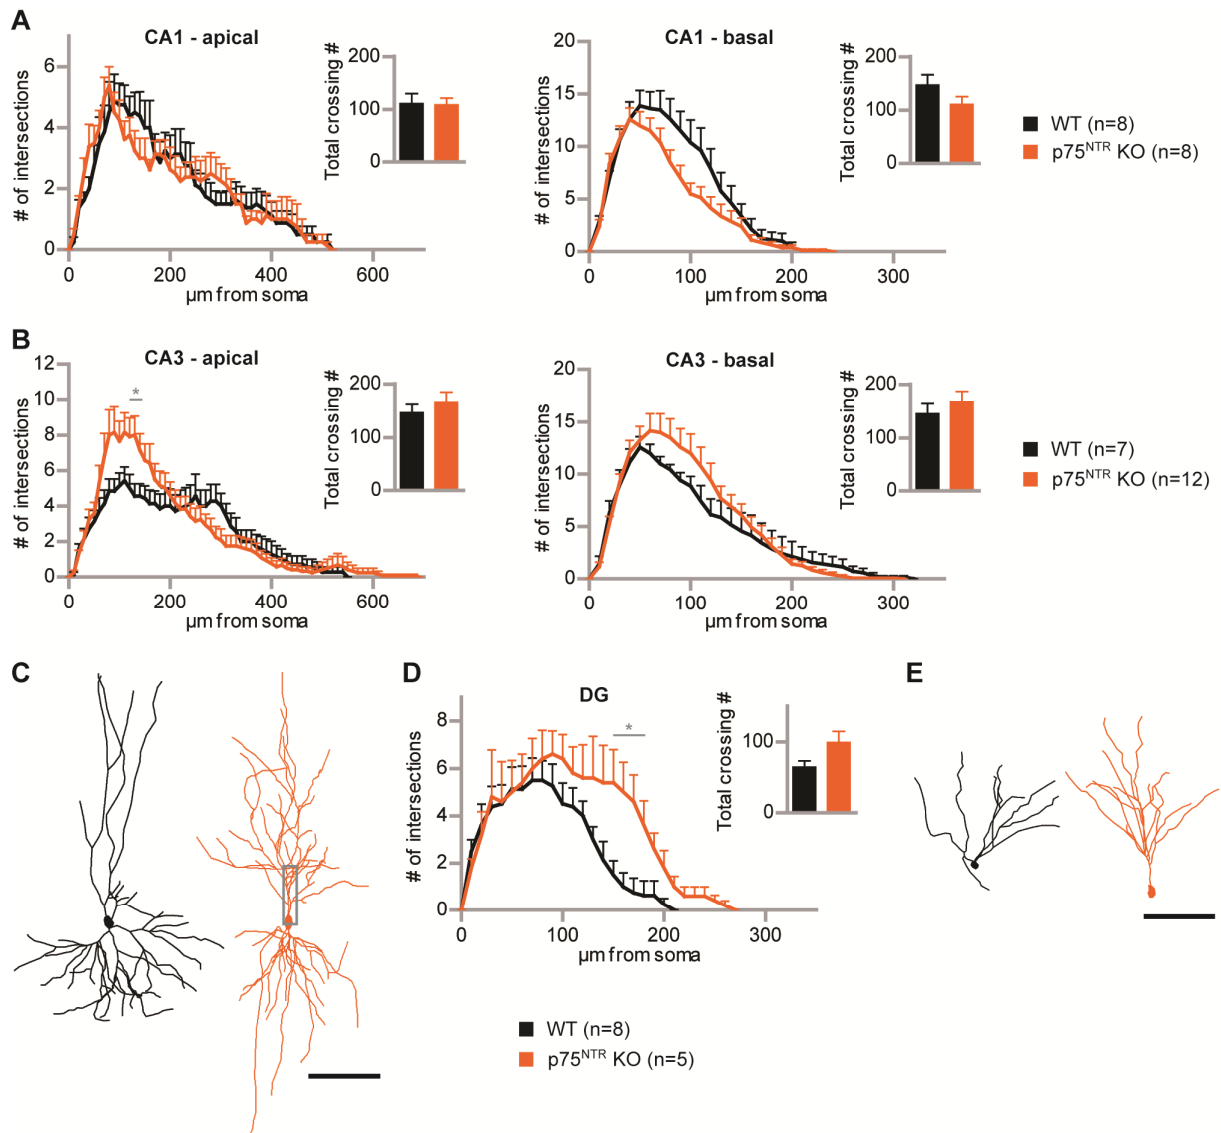 A
CA1 - apical
# of intersections
6
4
2
0
0
200
400
600
µm from soma
Total crossing #
200
100
0
CA1 - basal
# of intersections
20
15
10
5
0
0
100
200
300
µm from soma
Total crossing #
200
100
0
WT (n=8)
p75NTR KO (n=8)
B
CA3 - apical
# of intersections
12
10
8
6
4
2
0
*
0
200
400
600
µm from soma
Total crossing #
200
100
0
CA3 - basal
# of intersections
20
15
10
5
0
0
100
200
300
µm from soma
Total crossing #
200
100
0
WT (n=7)
p75NTR KO (n=12)
C
D
DG
# of intersections
8
6
4
2
0
*
0
100
200
300
µm from soma
Total crossing #
100
0
WT (n=8)
p75NTR KO (n=5)
E